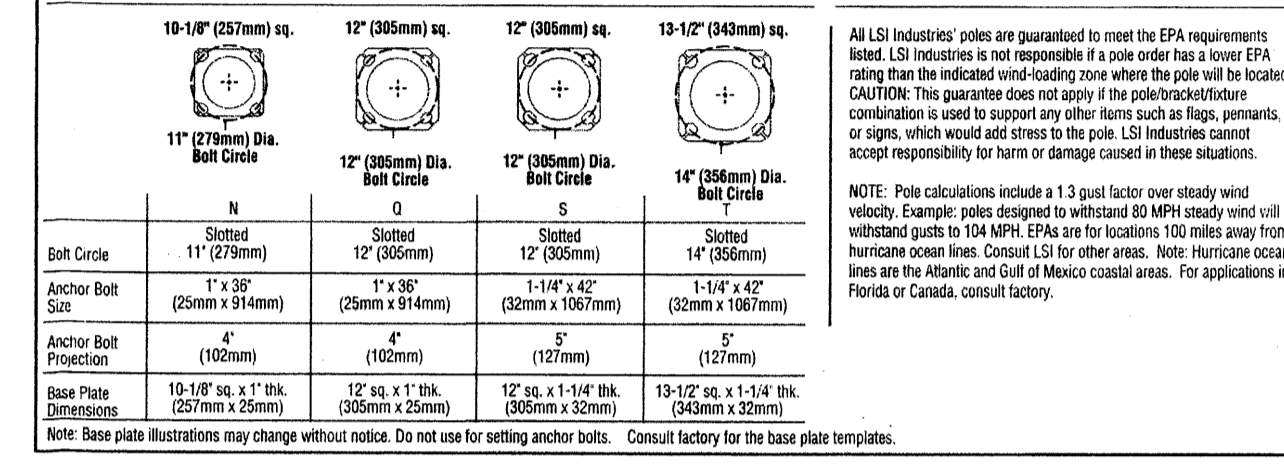 10-1/8" (257mm) sq. 12" (305mm) sq. 12" (305mm) sq. 13-1/2" (343mm) sq.
11" (279mm) Dia.
Bolt Circle
12" (305mm) Dia.
Bolt Circle
12" (305mm) Dia.
Bolt Circle
14" (356mm) Dia.
Bolt Circle
N Q S T
Bolt Circle
Slotted
11" (279mm)
Slotted
12" (305mm)
Slotted
12" (305mm)
Slotted
14" (356mm)
Anchor Bolt
Size
1" x 36"
(25mm x 914mm)
1" x 36"
(25mm x 914mm)
1-1/4" x 42"
(32mm x 1067mm)
1-1/4" x 42"
(32mm x 1067mm)
Anchor Bolt
Projection
4"
(102mm)
4"
(102mm)
5"
(127mm)
5"
(127mm)
Base Plate
Dimensions
10-1/8" sq. x 1" thk.
(257mm x 25mm)
12" sq. x 1" thk.
(305mm x 25mm)
12" sq. x 1-1/4" thk.
(305mm x 32mm)
13-1/2" sq. x 1-1/4" thk.
(343mm x 32mm)
Note: Base plate illustrations may change without notice. Do not use for setting anchor bolts. Consult factory for the base plate templates.
All LSI Industries' poles are guaranteed to meet the EPA requirements
listed. LSI Industries is not responsible if a pole order has a lower EPA
rating than the indicated wind-loading zone where the pole will be located
CAUTION: This guarantee does not apply if the pole/bracket/fixture
combination is used to support any other items such as flags, pennants,
or signs, which would add stress to the pole. LSI Industries cannot
accept responsibility for harm or damage caused in these situations.
NOTE: Pole calculations include a 1.3 gust factor over steady wind
velocity. Example: poles designed to withstand 80 MPH steady wind will
withstand gusts to 104 MPH. EPAs are for locations 100 miles away from
hurricane ocean lines. Consult LSI for other areas. Note: Hurricane ocean
lines are the Atlantic and Gulf of Mexico coastal areas. For applications in
Florida or Canada, consult factory.